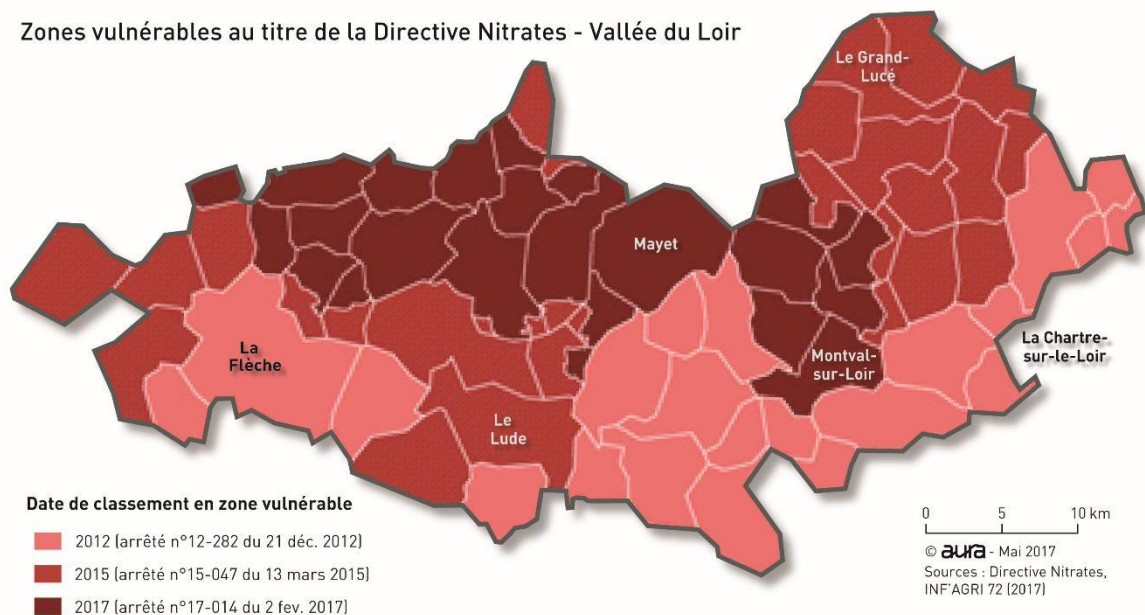 Zones vulnérables au titre de la Directive Nitrates - Vallée du Loir
Le Grand-
Lucé
Mayet
La
Flèche
Montval-
sur-Loir
La Chartre-
sur-le-Loir
Le
Lude
Date de classement en zone vulnérable
2012 (arrêté n°12-282 du 21 déc. 2012)
2015 (arrêté n°15-047 du 13 mars 2015)
2017 (arrêté n°17-014 du 2 fev. 2017)
0 5 10 km
© aura - Mai 2017
Sources : Directive Nitrates,
INF'AGRI 72 (2017)